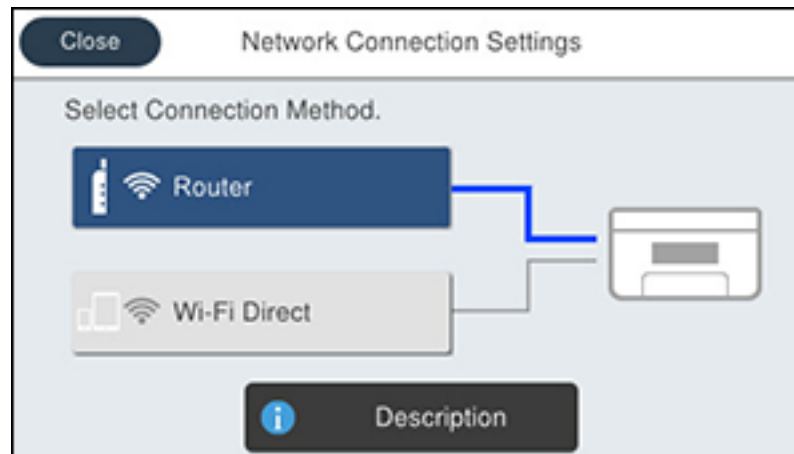 Close
Network Connection Settings
Select Connection Method.
Router
Wi-Fi Direct
Description